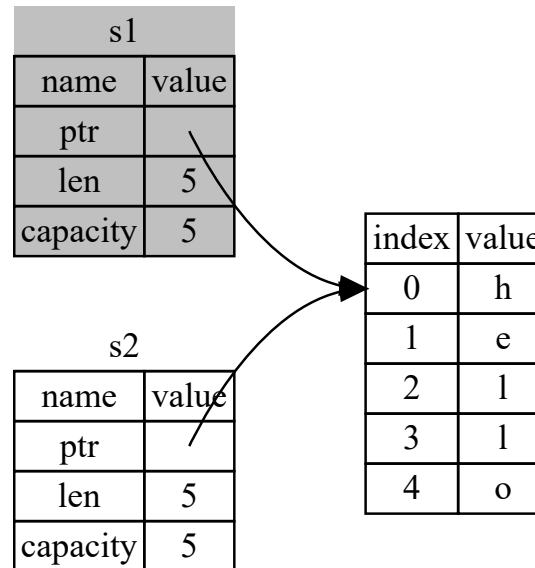 s1
name value
ptr
len 5
capacity 5
s2
name value
ptr
len 5
capacity 5
index value
0 h
1 e
2 l
3 l
4 o